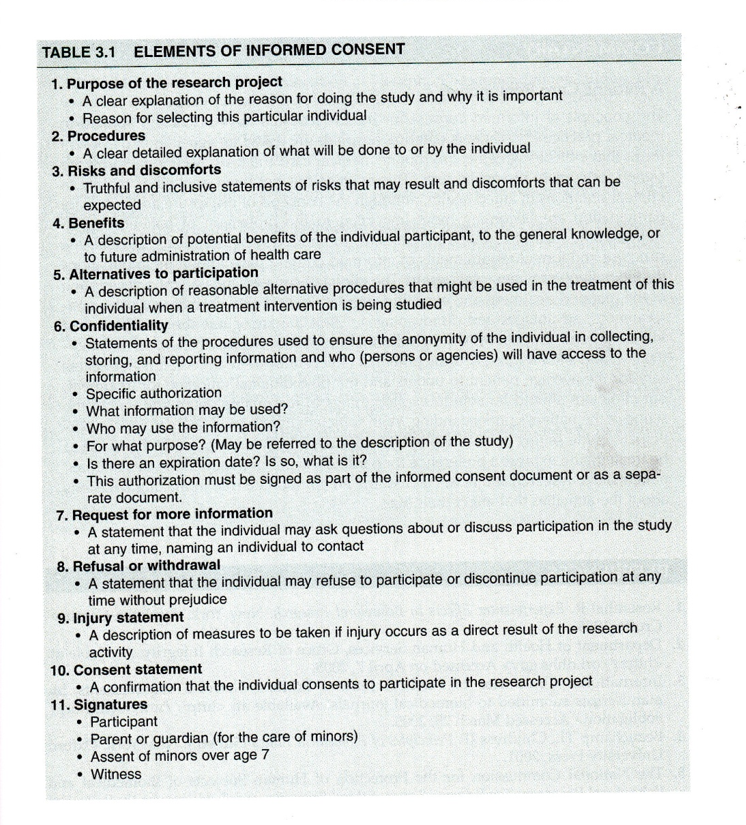 TABLE 3.1 ELEMENTS OF INFORMED CONSENT
1. Purpose of the research project
• A clear explanation of the reason for doing the study and why it is important
• Reason for selecting this particular individual
2. Procedures
• A clear detailed explanation of what will be done to or by the individual
3. Risks and discomforts
• Truthful and inclusive statements of risks that may result and discomforts that can be
expected
4. Benefits
• A description of potential benefits of the individual participant, to the general knowledge, or
to future administration of health care
5. Alternatives to participation
• A description of reasonable alternative procedures that might be used in the treatment of this
individual when a treatment intervention is being studied
6. Confidentiality
• Statements of the procedures used to ensure the anonymity of the individual in collecting,
storing, and reporting information and who (persons or agencies) will have access to the
information
• Specific authorization
• What information may be used?
• Who may use the information?
• For what purpose? (May be referred to the description of the study)
• Is there an expiration date? Is so, what is it?
• This authorization must be signed as part of the informed consent document or as a sepa-
rate document.
7. Request for more information
• A statement that the individual may ask questions about or discuss participation in the study
at any time, naming an individual to contact
8. Refusal or withdrawal
• A statement that the individual may refuse to participate or discontinue participation at any
time without prejudice
9. Injury statement
• A description of measures to be taken if injury occurs as a direct result of the research
activity
10. Consent statement
• A confirmation that the individual consents to participate in the research project
11. Signatures
• Participant
• Parent or guardian (for the care of minors)
• Assent of minors over age 7
• Witness